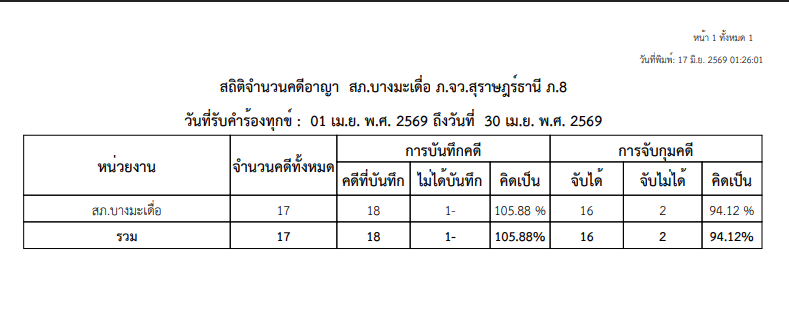 หน้า 1 ทั้งหมด 1
วันที่พิมพ์: 17 มิ.ย. 2569 01:26:01
สถิติจำนวนคดีอาญา สภ.บางมะเดื่อ ภ.จว.สุราษฎร์ธานี ภ.8
วันที่รับคำร้องทุกข์ : 01 เม.ย. พ.ศ. 2569 ถึงวันที่ 30 เม.ย. พ.ศ. 2569
หน่วยงาน จำนวนคดีทั้งหมด การบันทึกคดี การจับกุมคดี
คดีที่บันทึก ไม่ได้บันทึก คิดเป็น จับได้ จับไม่ได้ คิดเป็น
สภ.บางมะเดื่อ 17 18 1- 105.88 % 16 2 94.12 %
รวม 17 18 1- 105.88% 16 2 94.12%